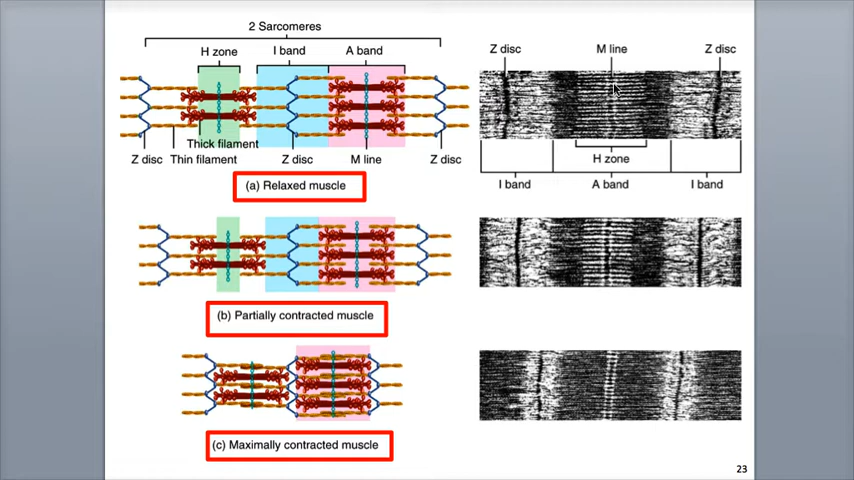 2 Sarcomeres
H zone
I band
A band
Thick filament
Z disc
Thin filament
Z disc
M line
Z disc
(a) Relaxed muscle
Z disc
M line
Z disc
H zone
I band
A band
I band
(b) Partially contracted muscle
(c) Maximally contracted muscle
23